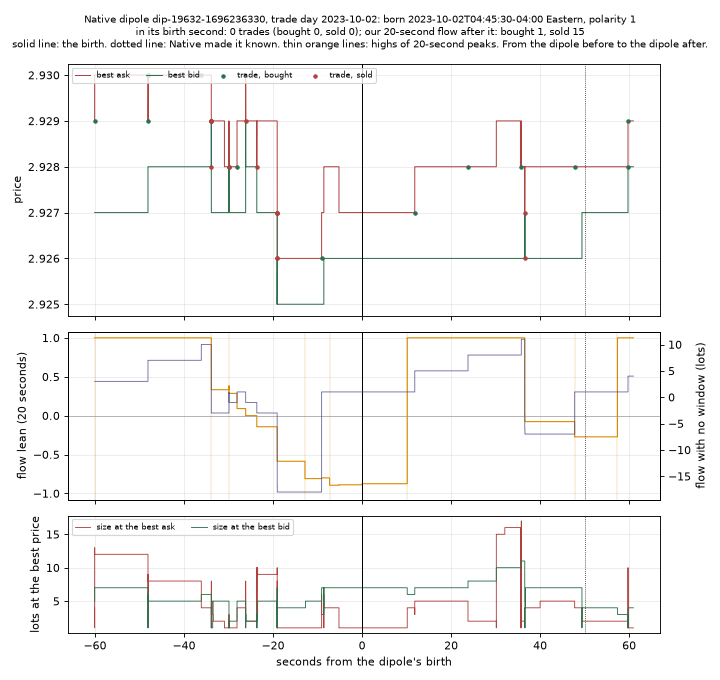 Native dipole dip-19632-1696236330, trade day 2023-10-02: born 2023-10-02T04:45:30-04:00 Eastern, polarity 1
in its birth second: 0 trades (bought 0, sold 0); our 20-second flow after it: bought 1, sold 15
solid line: the birth. dotted line: Native made it known. thin orange lines: highs of 20-second peaks. From the dipole before to the dipole after.
best ask
best bid
trade, bought
trade, sold
2.930
2.929
2.928
2.927
2.926
2.925
price
1.0
0.5
0.0
−0.5
−1.0
flow lean (20 seconds)
10
5
0
−5
−10
−15
flow with no window (lots)
size at the best ask
size at the best bid
15
10
5
lots at the best price
−60
−40
−20
0
20
40
60
seconds from the dipole's birth